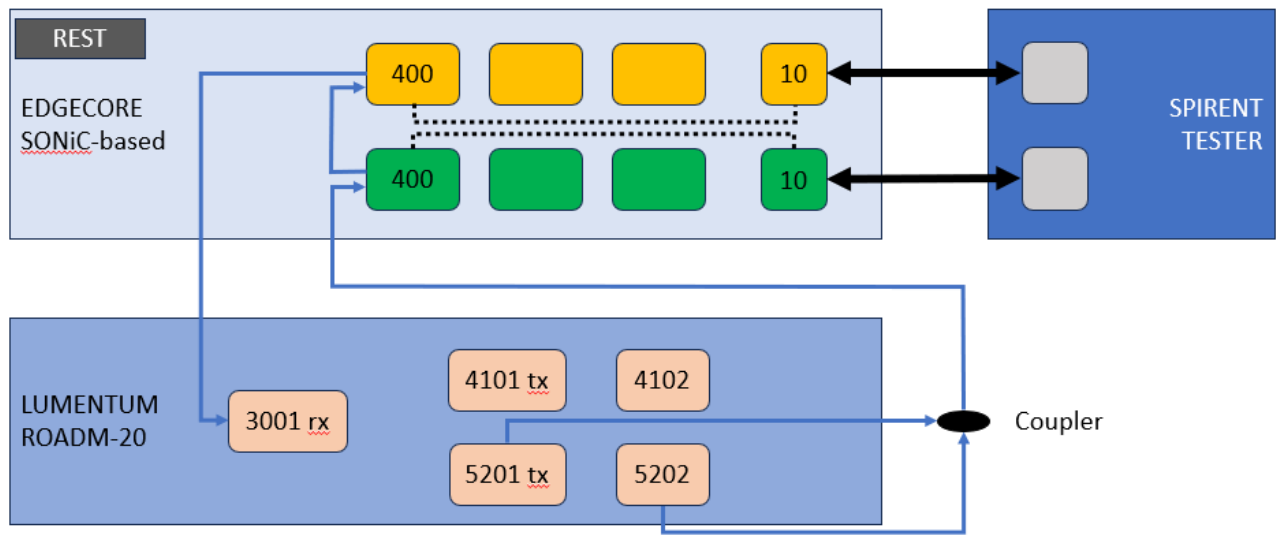 REST
EDGECORE
SONiC-based
400
10
400
10
SPIRENT
TESTER
LUMENTUM
ROADM-20
3001 rx
4101 tx
4102
5201 tx
5202
Coupler